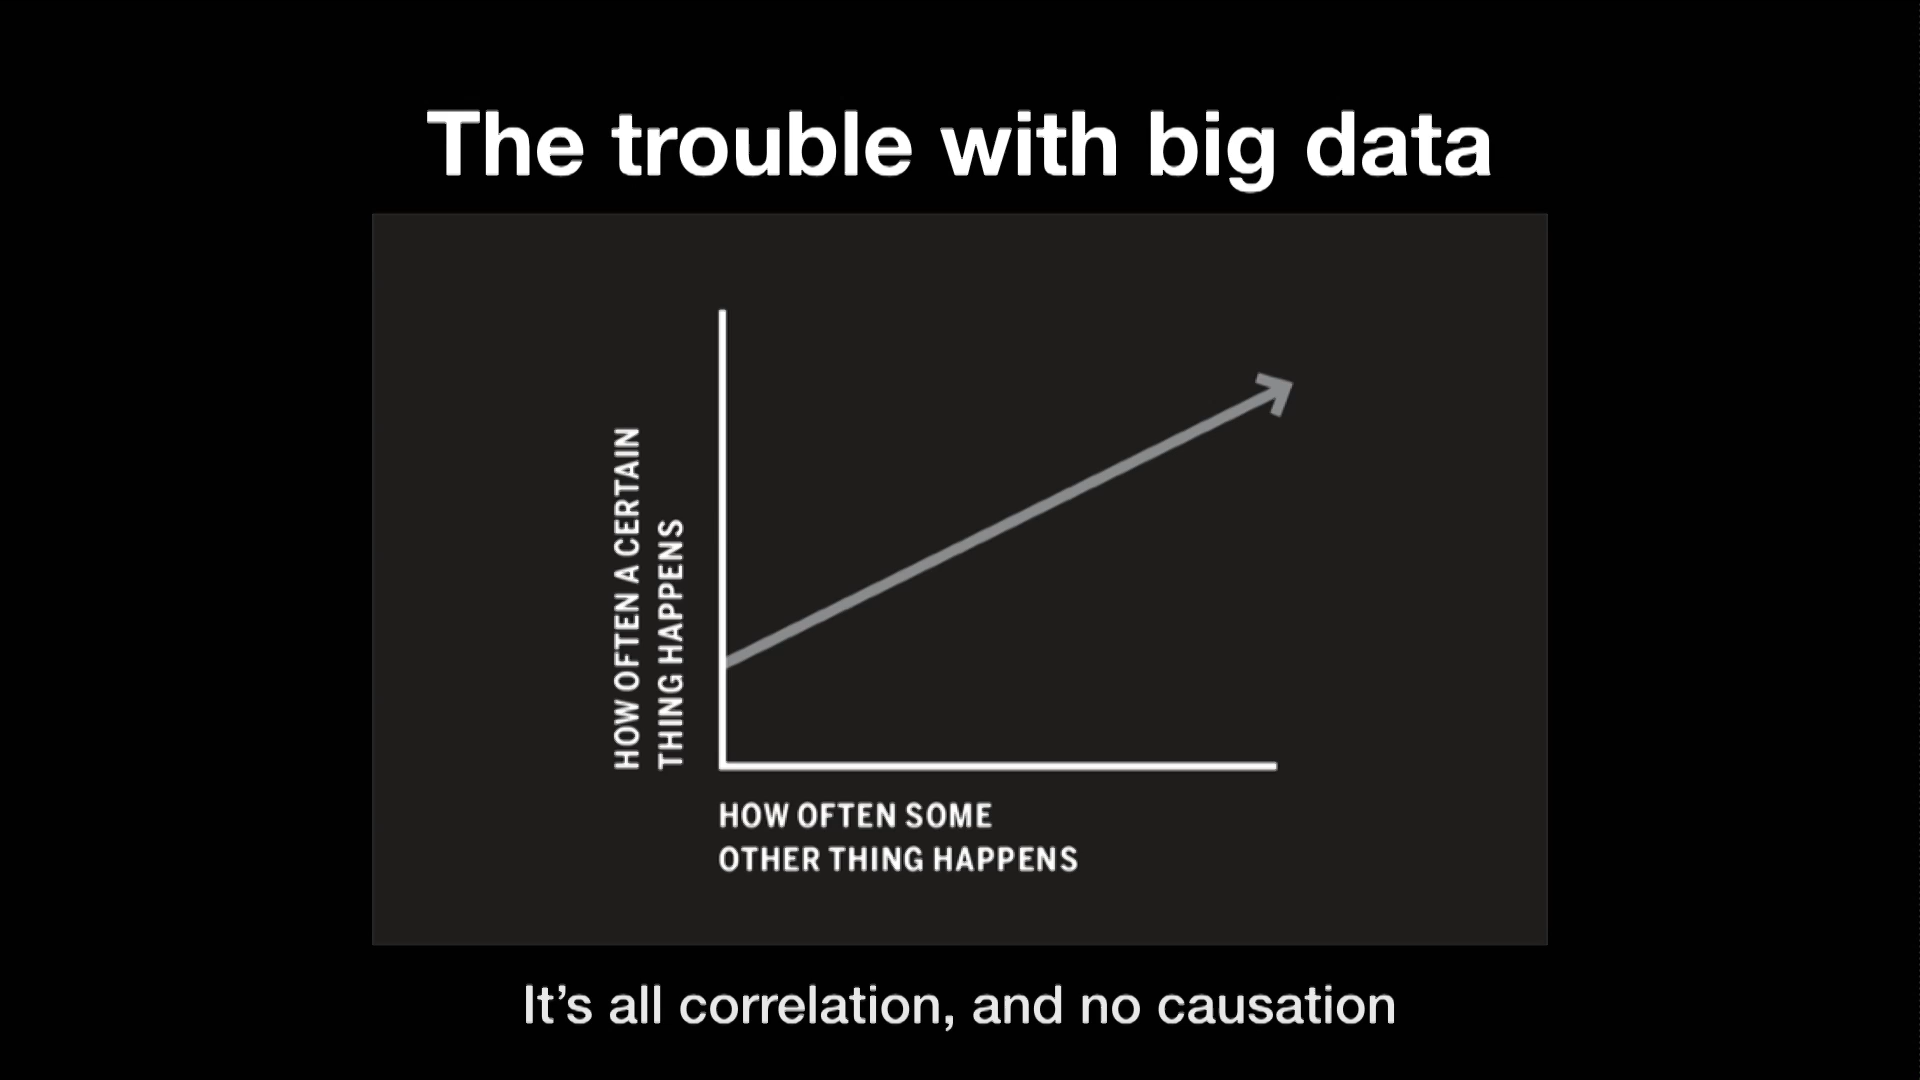 The trouble with big data
HOW OFTEN A CERTAIN
THING HAPPENS
HOW OFTEN SOME
OTHER THING HAPPENS
It’s all correlation, and no causation